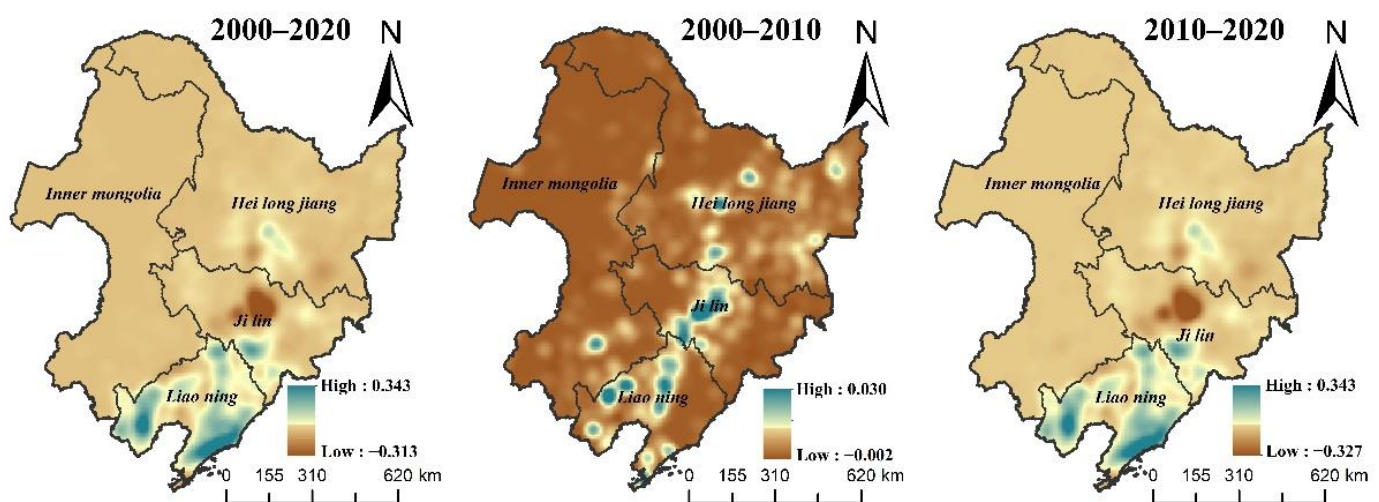 2000–2020
N
Inner mongolia
Hei long jiang
Ji lin
Liao ning
High : 0.343
Low : −0.313
0 155 310 620 km
2000–2010
N
Inner mongolia
Hei long jiang
Ji lin
Liao ning
High : 0.030
Low : −0.002
0 155 310 620 km
2010–2020
N
Inner mongolia
Hei long jiang
Ji lin
Liao ning
High : 0.343
Low : −0.327
0 155 310 620 km